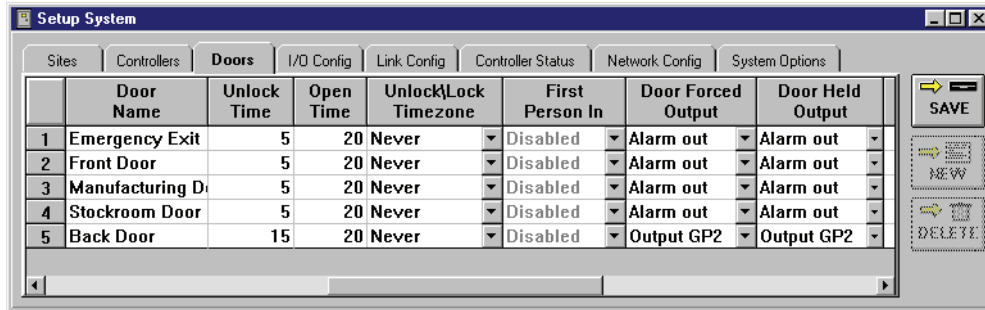 Setup System
Sites Controllers Doors I/O Config Link Config Controller Status Network Config System Options
Door Name Unlock Time Open Time Unlock\Lock Timezone First Person In Door Forced Output Door Held Output
1 Emergency Exit 5 20 Never Disabled Alarm out Alarm out
2 Front Door 5 20 Never Disabled Alarm out Alarm out
3 Manufacturing D 5 20 Never Disabled Alarm out Alarm out
4 Stockroom Door 5 20 Never Disabled Alarm out Alarm out
5 Back Door 15 20 Never Disabled Output GP2 Output GP2
SAVE
NEW
DELETE